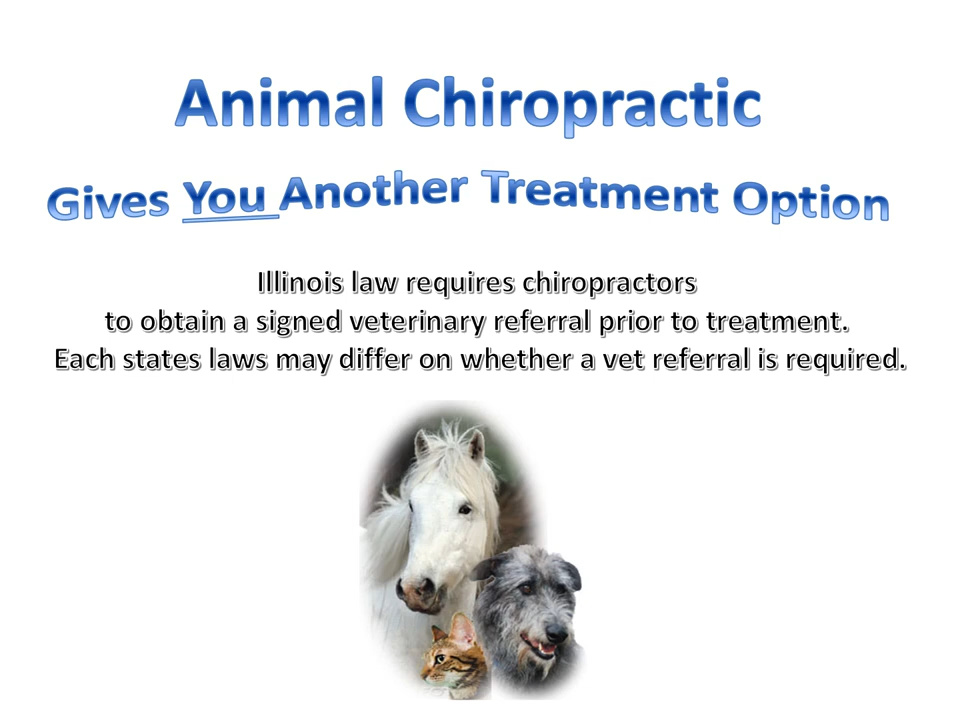 Animal Chiropractic
Gives You Another Treatment Option
Illinois law requires chiropractors
to obtain a signed veterinary referral prior to treatment.
Each states laws may differ on whether a vet referral is required.